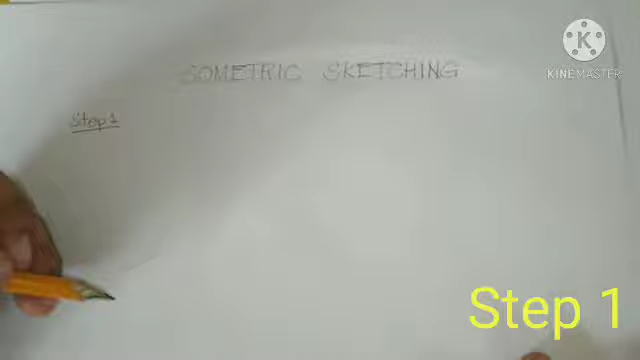 ISOMETRIC SKETCHING
K
KINEMASTER
Step 1
Step 1